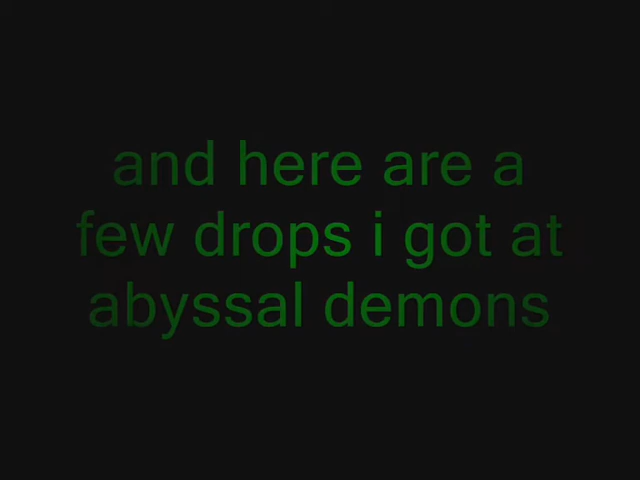 and here are a
few drops i got at
abyssal demons